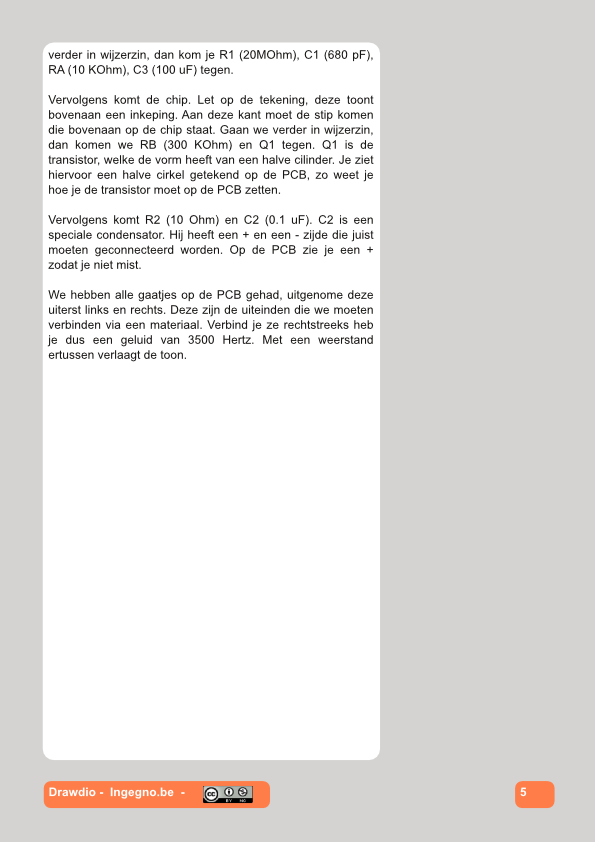 verder in wijzerzin, dan kom je R1 (20MOhm), C1 (680 pF),
RA (10 KOhm), C3 (100 uF) tegen.
Vervolgens komt de chip. Let op de tekening, deze toont
bovenaan een inkeping. Aan deze kant moet de stip komen
die bovenaan op de chip staat. Gaan we verder in wijzerzin,
dan komen we RB (300 KOhm) en Q1 tegen. Q1 is de
transistor, welke de vorm heeft van een halve cilinder. Je ziet
hiervoor een halve cirkel getekend op de PCB, zo weet je
hoe je de transistor moet op de PCB zetten.
Vervolgens komt R2 (10 Ohm) en C2 (0.1 uF). C2 is een
speciale condensator. Hij heeft een + en een - zijde die juist
moeten geconnecteerd worden. Op de PCB zie je een +
zodat je niet mist.
We hebben alle gaatjes op de PCB gehad, uitgenome deze
uiterst links en rechts. Deze zijn de uiteinden die we moeten
verbinden via een materiaal. Verbind je ze rechtstreeks heb
je dus een geluid van 3500 Hertz. Met een weerstand
ertussen verlaagt de toon.
Drawdio - Ingegno.be - cc BY NC
5